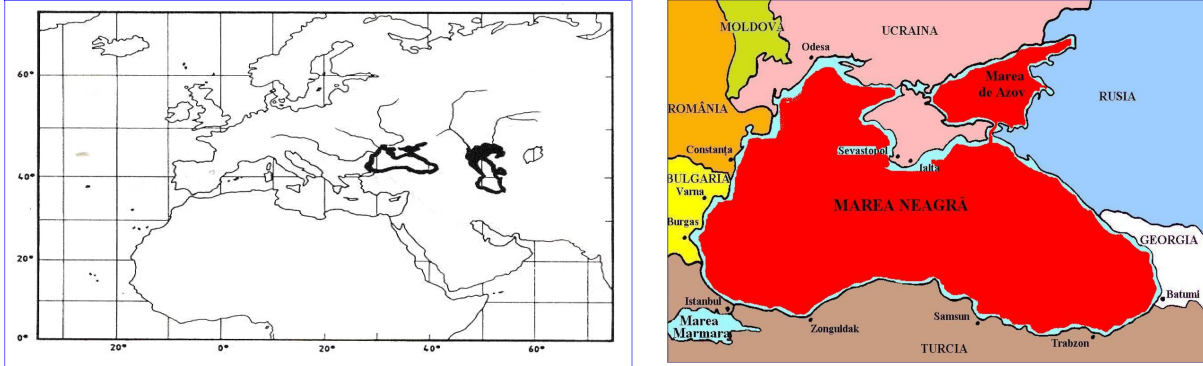 60°
40°
20°
0°
20°
0°
20°
40°
60°
MOLDOVA
UCRAINA
Odesa
Marea
de Azov
RUSIA
ROMÂNIA
Constanța
Sevastopol
Ialta
BULGARIA
Varna
MAREA NEAGRĂ
Burgas
GEORGIA
Batumi
Istanbul
Marea
Marmara
Zonguldak
Samsun
Trabzon
TURCIA